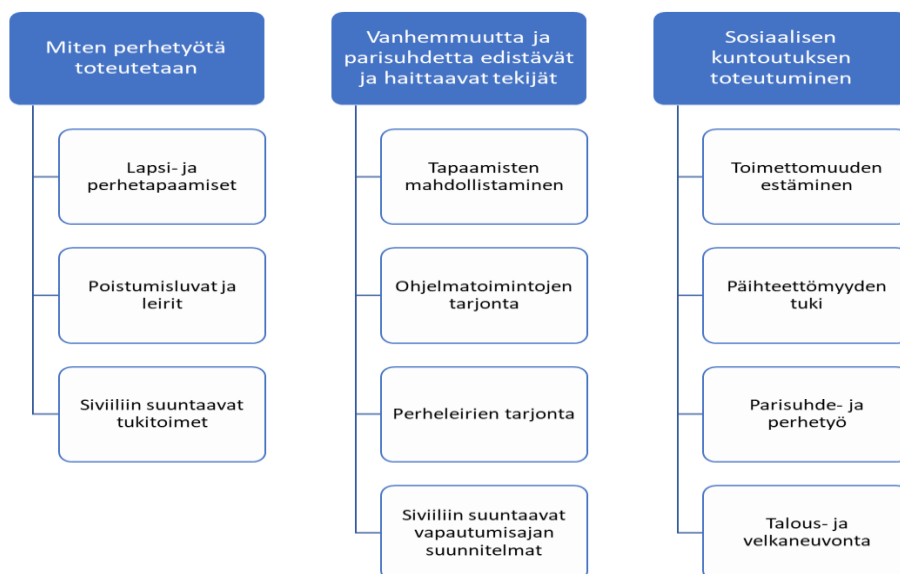 Miten perhetyötä
toteutetaan
Lapsi- ja
perhetapaamiset
Poistumisluvat ja
leirit
Siviiliin suuntaavat
tukitoimet
Vanhemmuutta ja
parisuhdetta edistävät
ja haittaavat tekijät
Tapaamisten
mahdollistaminen
Ohjelmatoimintojen
tarjonta
Perheleirien tarjonta
Siviiliin suuntaavat
vapautumisajan
suunnitelmat
Sosiaalisen
kuntoutuksen
toteutuminen
Toimettomuuden
estäminen
Päihteettömyyden
tuki
Parisuhde- ja
perhetyö
Talous- ja
velkaneuvonta